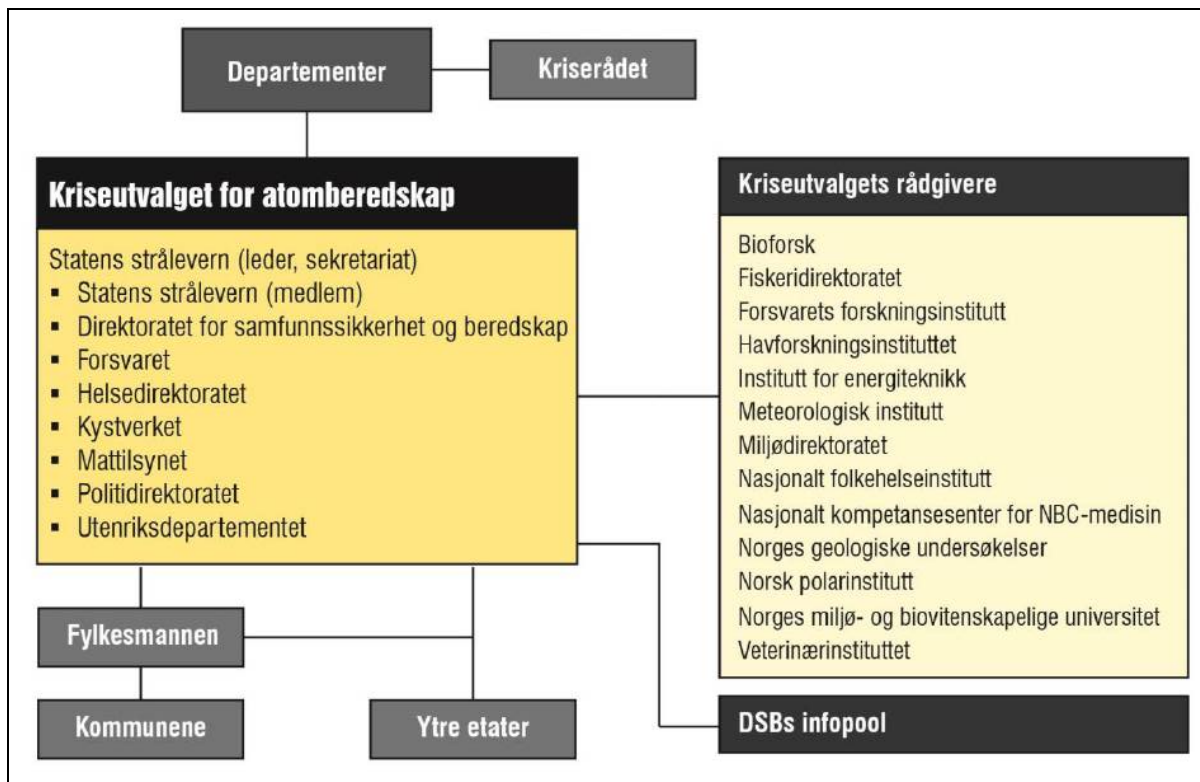 Departementer
Kriserådet
Kriseutvalget for atomberedskap
Statens strålevern (leder, sekretariat)
▪ Statens strålevern (medlem)
▪ Direktoratet for samfunnssikkerhet og beredskap
▪ Forsvaret
▪ Helsedirektoratet
▪ Kystverket
▪ Mattilsynet
▪ Politidirektoratet
▪ Utenriksdepartementet
Kriseutvalgets rådgivere
Bioforsk
Fiskeridirektoratet
Forsvarets forskningsinstitutt
Havforskningsinstituttet
Institutt for energiteknikk
Meteorologisk institutt
Miljødirektoratet
Nasjonalt folkehelseinstitutt
Nasjonalt kompetansesenter for NBC-medisin
Norges geologiske undersøkelser
Norsk polarinstitutt
Norges miljø- og biovitenskapelige universitet
Veterinærinstituttet
Fylkesmannen
Kommunene
Ytre etater
DSBs infopool